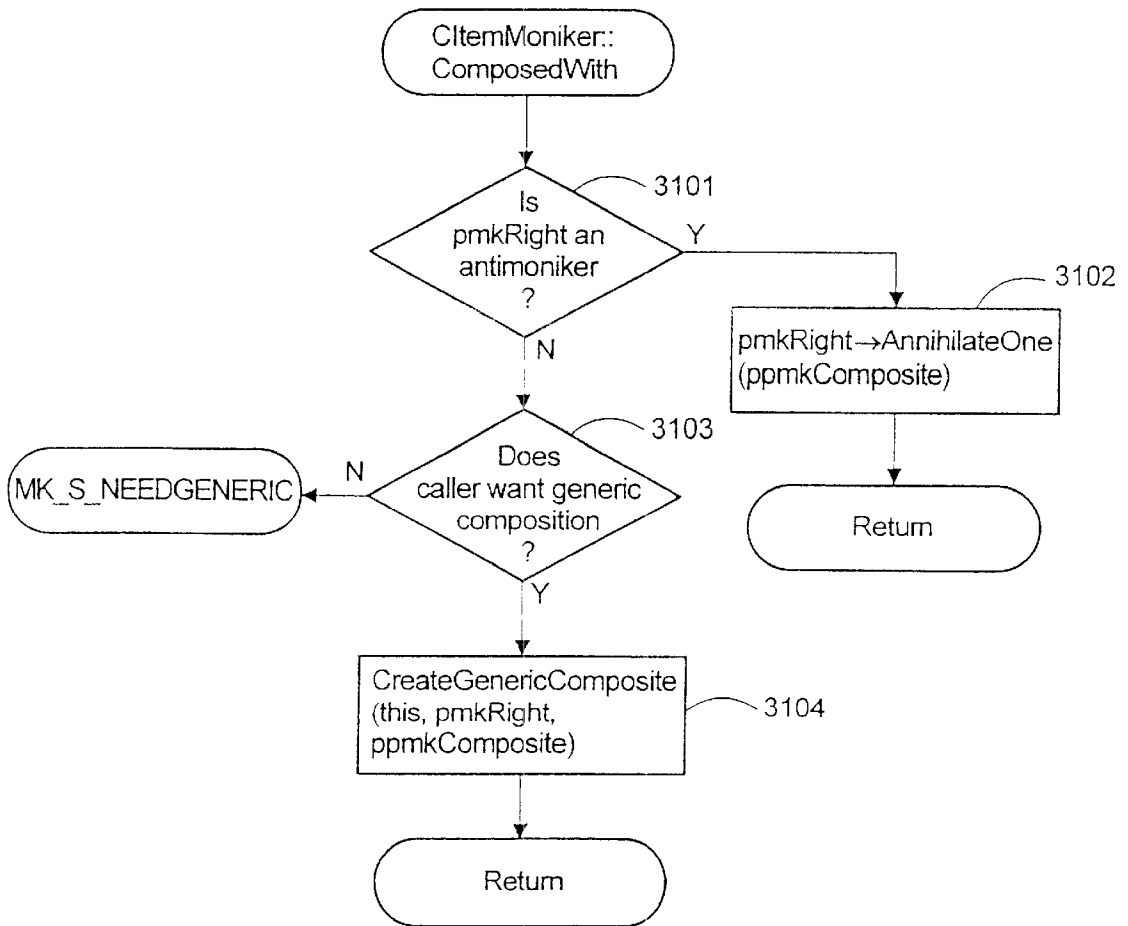 CItemMoniker::
ComposedWith
3101
Is
pmkRight an
antimoniker
?
Y
N
3102
pmkRight→AnnihilateOne
(ppmkComposite)
Return
3103
Does
caller want generic
composition
?
N
MK_S_NEEDGENERIC
Y
CreateGenericComposite
(this, pmkRight,
ppmkComposite)
3104
Return